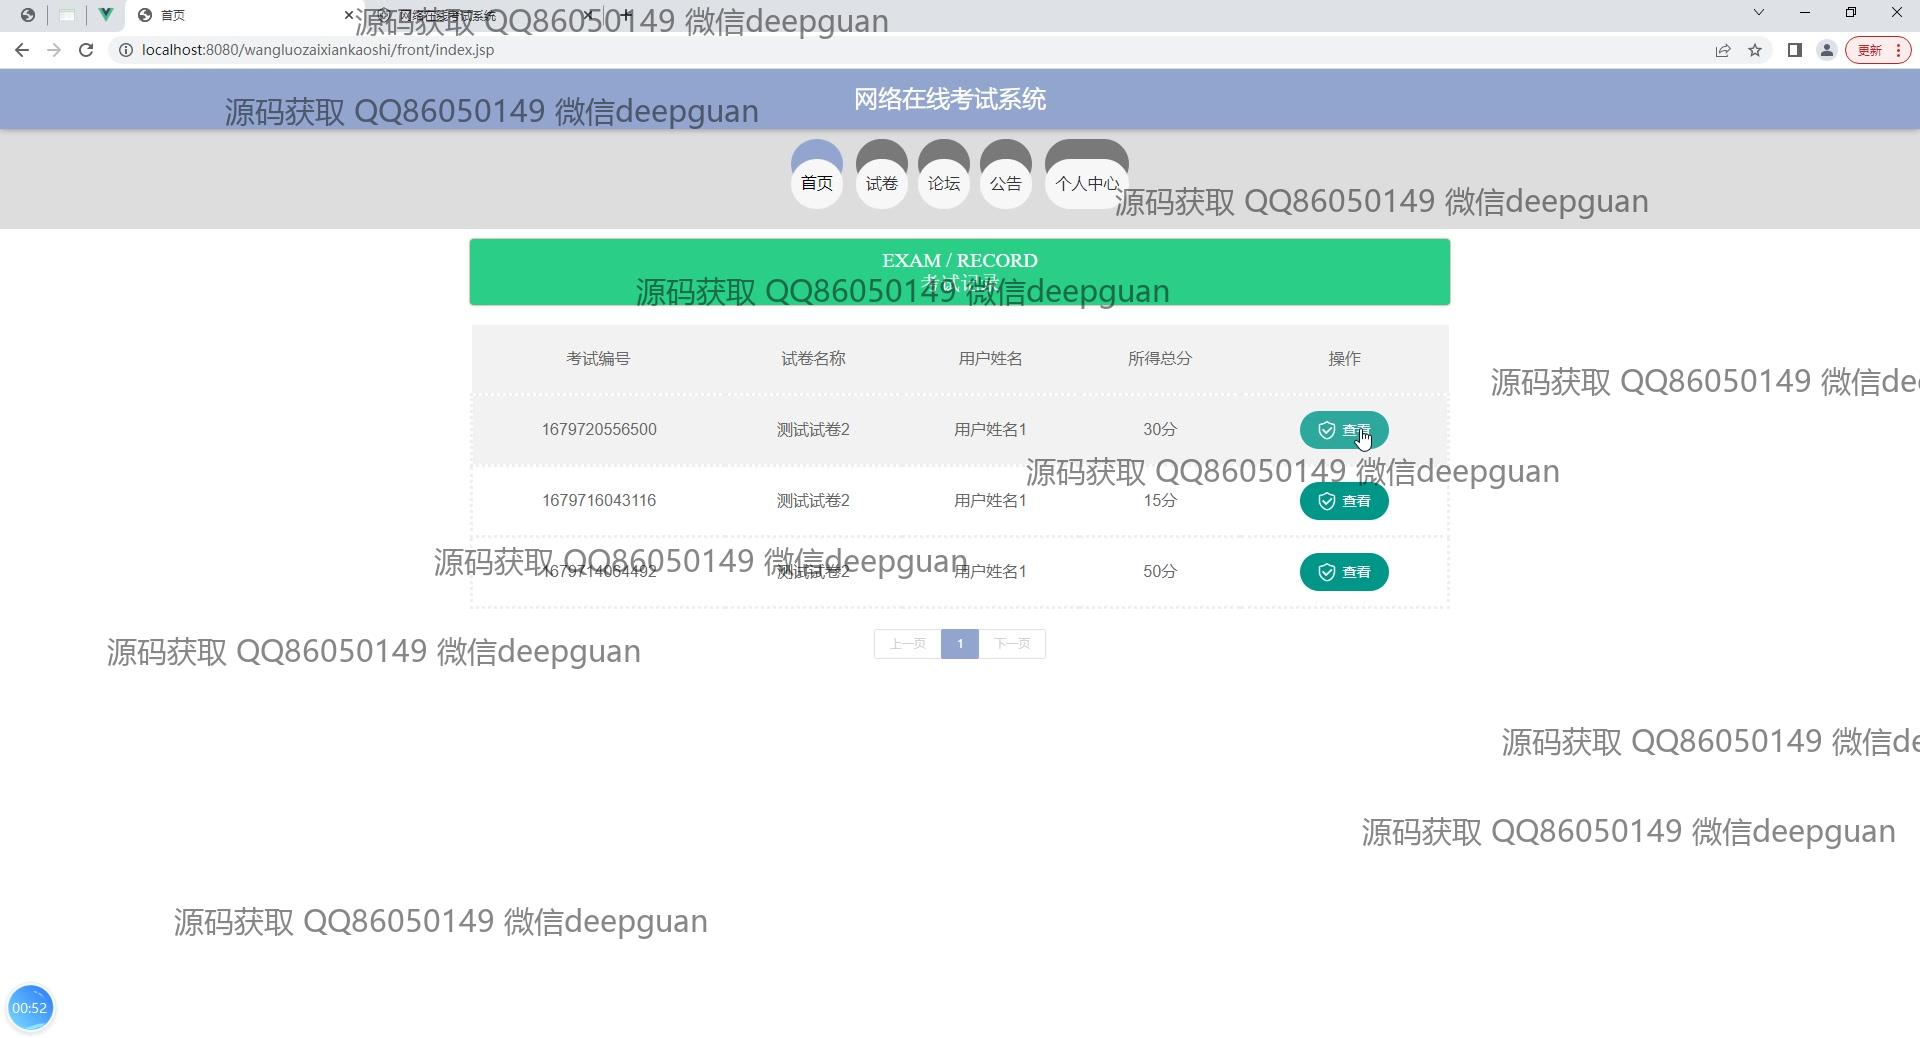 首页
网络在线考试系统
源码获取 QQ86050149 微信deepguan
localhost:8080/wangluozaixiankaoshi/front/index.jsp
更新
网络在线考试系统
源码获取 QQ86050149 微信deepguan
首页 试卷 论坛 公告 个人中心
源码获取 QQ86050149 微信deepguan
EXAM / RECORD
考试记录
源码获取 QQ86050149 微信deepguan
考试编号 试卷名称 用户姓名 所得总分 操作
源码获取 QQ86050149 微信de
1679720556500 测试试卷2 用户姓名1 30分 查看
源码获取 QQ86050149 微信deepguan
1679716043116 测试试卷2 用户姓名1 15分 查看
源码获取 QQ86050149 微信deepguan
1679714064492 测试试卷2 用户姓名1 50分 查看
上一页 1 下一页
源码获取 QQ86050149 微信deepguan
源码获取 QQ86050149 微信de
源码获取 QQ86050149 微信deepguan
源码获取 QQ86050149 微信deepguan
00:52